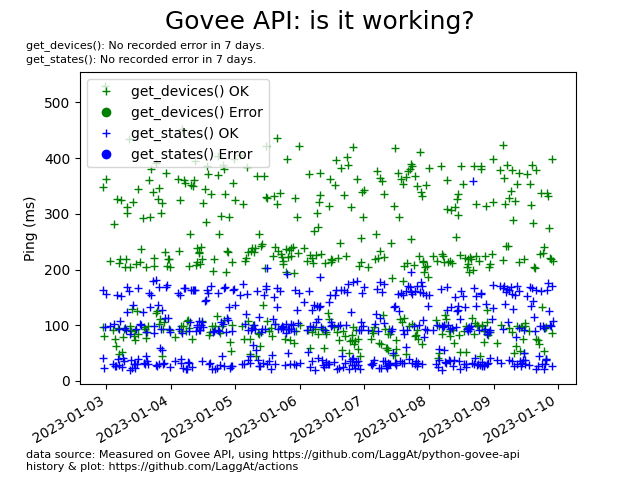 Govee API: is it working?
get_devices(): No recorded error in 7 days.
get_states(): No recorded error in 7 days.
get_devices() OK
get_devices() Error
get_states() OK
get_states() Error
Ping (ms)
500
400
300
200
100
0
2023-01-03
2023-01-04
2023-01-05
2023-01-06
2023-01-07
2023-01-08
2023-01-09
2023-01-10
data source: Measured on Govee API, using https://github.com/LaggAt/python-govee-api
history & plot: https://github.com/LaggAt/actions